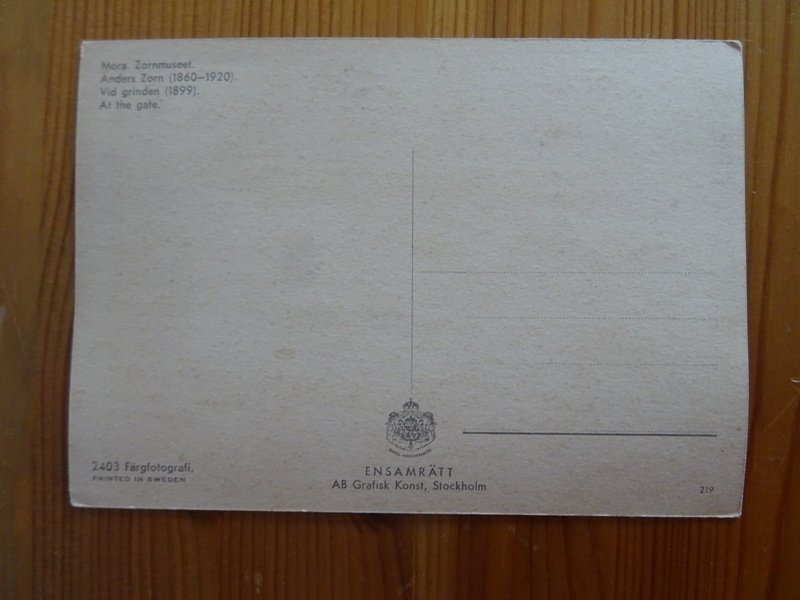 Mora. Zornmuseet.
Anders Zorn (1860–1920).
Vid grinden (1899).
At the gate.
2403 Färgfotografi.
PRINTED IN SWEDEN
ENSAMRÄTT
AB Grafisk Konst, Stockholm
219